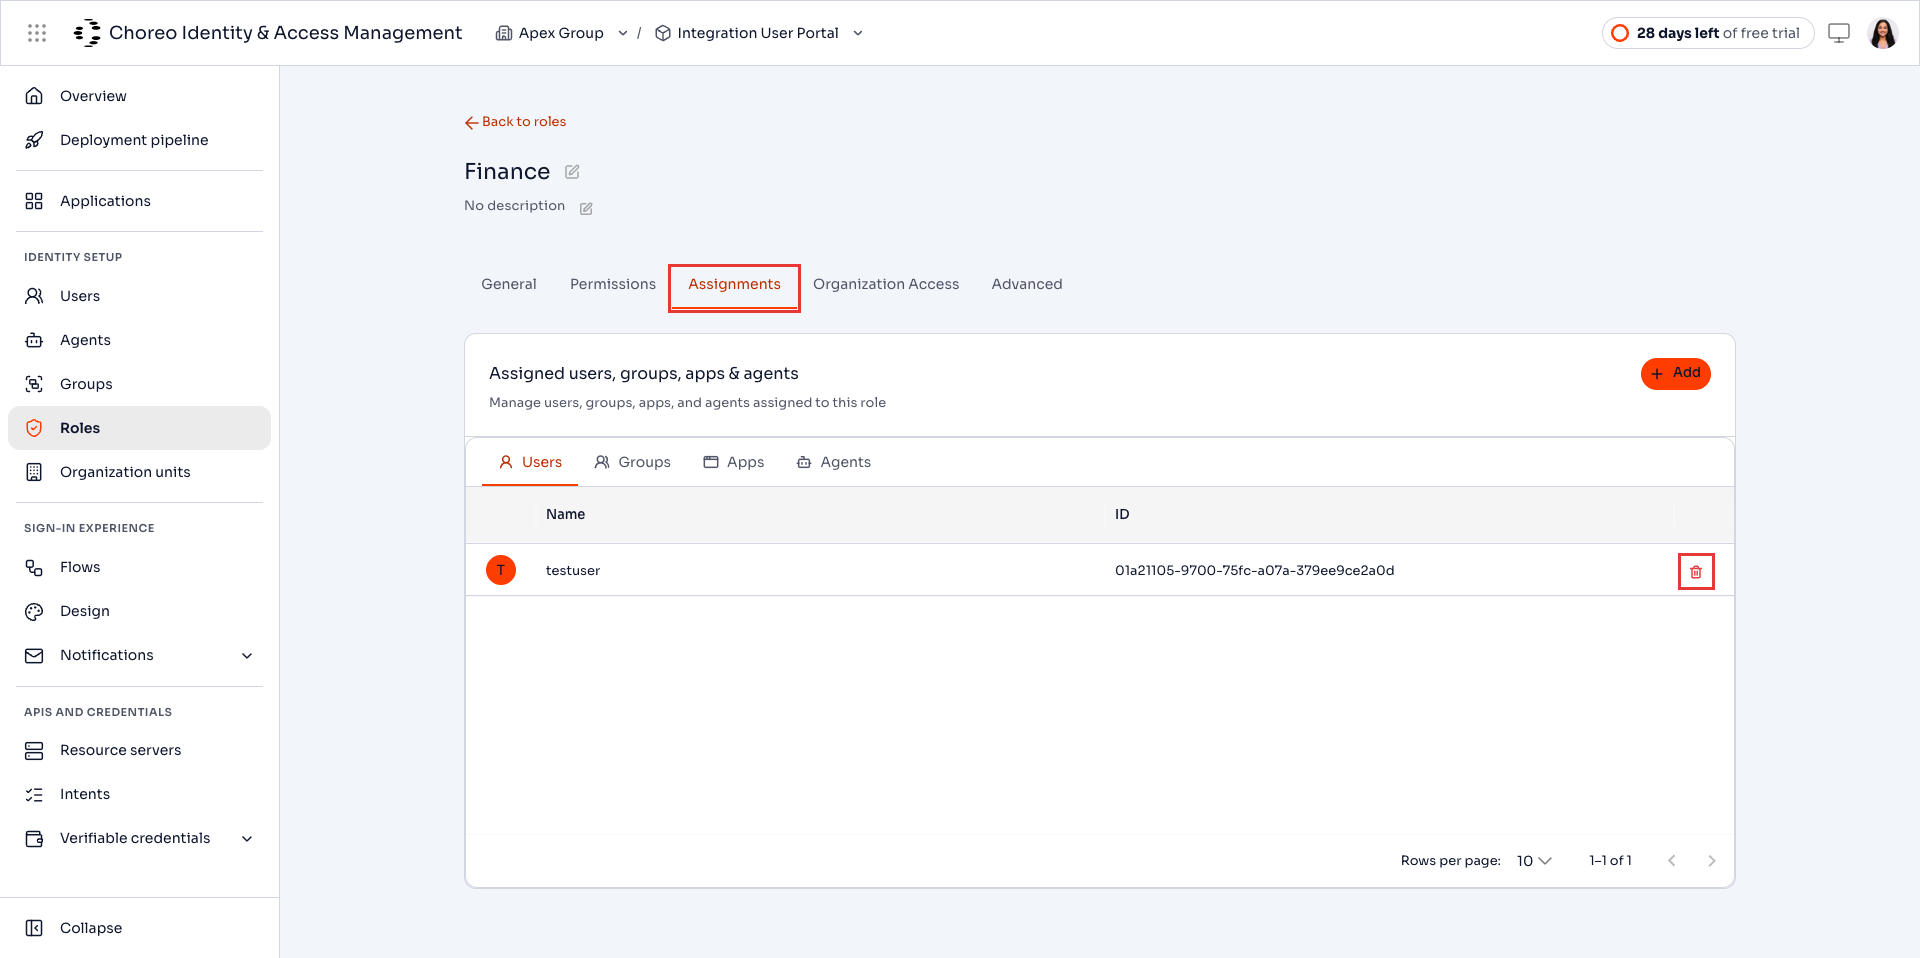 Choreo Identity & Access Management
Apex Group
/
Integration User Portal
28 days left of free trial
Overview
Deployment pipeline
Applications
IDENTITY SETUP
Users
Agents
Groups
Roles
Organization units
SIGN-IN EXPERIENCE
Flows
Design
Notifications
APIS AND CREDENTIALS
Resource servers
Intents
Verifiable credentials
Collapse
Back to roles
Finance
No description
General Permissions Assignments Organization Access Advanced
Assigned users, groups, apps & agents
Manage users, groups, apps, and agents assigned to this role
+ Add
Users Groups Apps Agents
Name ID
T testuser 01a21105-9700-75fc-a07a-379ee9ce2a0d
Rows per page: 10 1–1 of 1